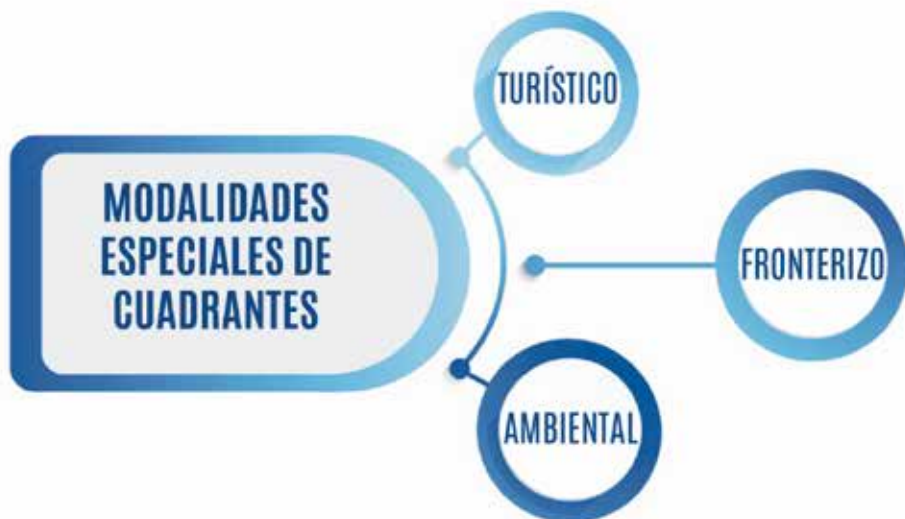 TURÍSTICO
MODALIDADES
ESPECIALES DE
CUADRANTES
FRONTERIZO
AMBIENTAL